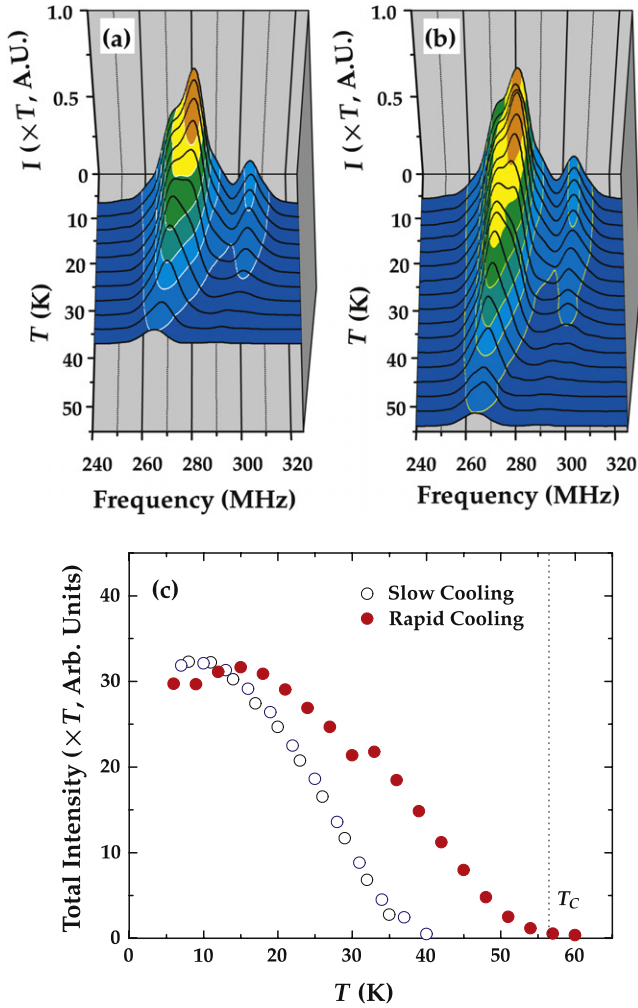 (a)
1.0
0.5
0
10
20
30
40
50
I (×T, A.U.)
T (K)
240 260 280 300 320
Frequency (MHz)
(b)
1.0
0.5
0
10
20
30
40
50
I (×T, A.U.)
T (K)
240 260 280 300 320
Frequency (MHz)
(c)
Slow Cooling
Rapid Cooling
40
30
20
10
0
Total Intensity (×T, Arb. Units)
T_C
0 10 20 30 40 50 60
T (K)